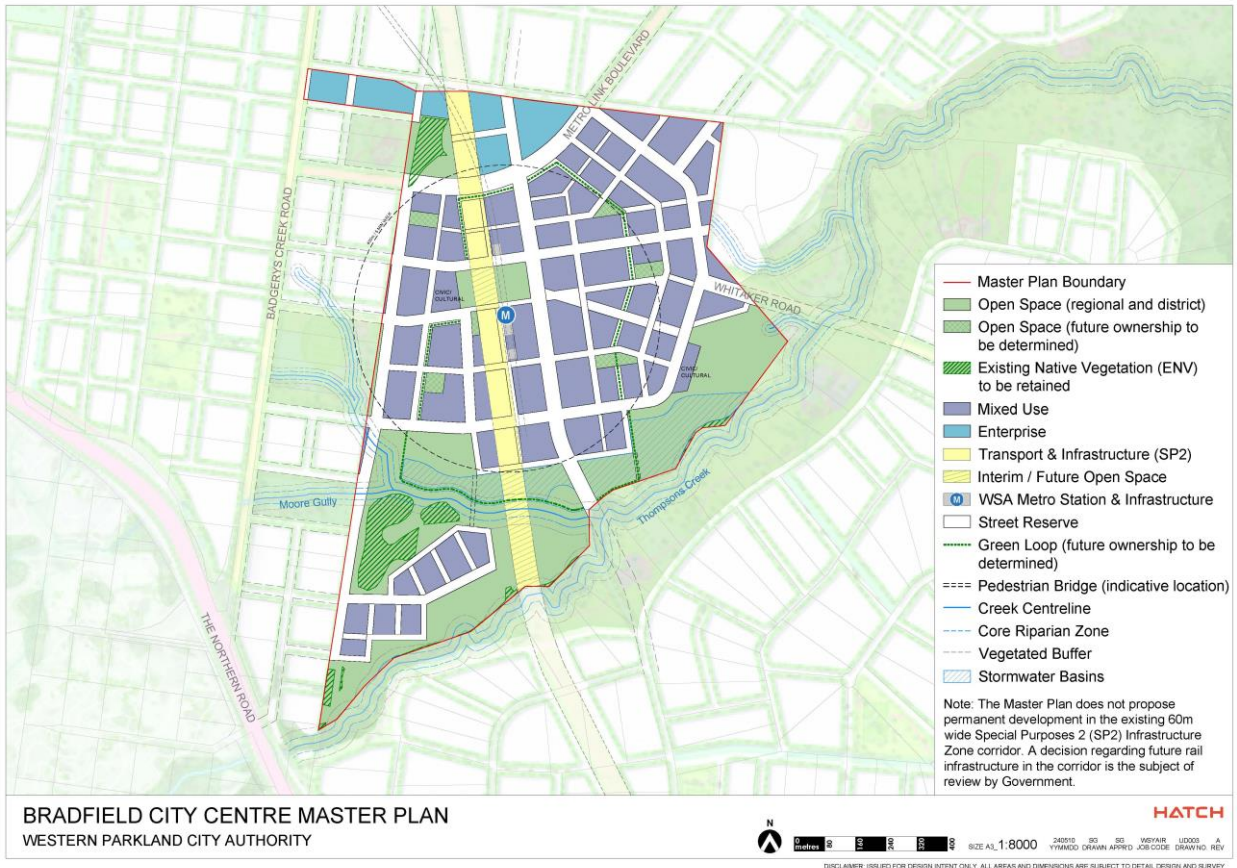 METRO LINK BOULEVARD
BADGERYS CREEK ROAD
CIVIC/
CULTURAL
M
WHITAKER ROAD
CIVIC/
CULTURAL
Moore Gully
Thompsons Creek
THE NORTHERN ROAD
Master Plan Boundary
Open Space (regional and district)
Open Space (future ownership to
be determined)
Existing Native Vegetation (ENV)
to be retained
Mixed Use
Enterprise
Transport & Infrastructure (SP2)
Interim / Future Open Space
M WSA Metro Station & Infrastructure
Street Reserve
Green Loop (future ownership to be
determined)
Pedestrian Bridge (indicative location)
Creek Centreline
Core Riparian Zone
Vegetated Buffer
Stormwater Basins
Note: The Master Plan does not propose
permanent development in the existing 60m
wide Special Purposes 2 (SP2) Infrastructure
Zone corridor. A decision regarding future rail
infrastructure in the corridor is the subject of
review by Government.
BRADFIELD CITY CENTRE MASTER PLAN
WESTERN PARKLAND CITY AUTHORITY
HATCH
N
0 metres 80 160 240 320 400
SIZE A3_1:8000
240510 SG SG WSYAIR UD003 A
YYMMDD DRAWN APPR'D JOB CODE DRAW NO. REV
DISCLAIMER: ISSUED FOR DESIGN INTENT ONLY. ALL AREAS AND DIMENSIONS ARE SUBJECT TO DETAIL DESIGN AND SURVEY